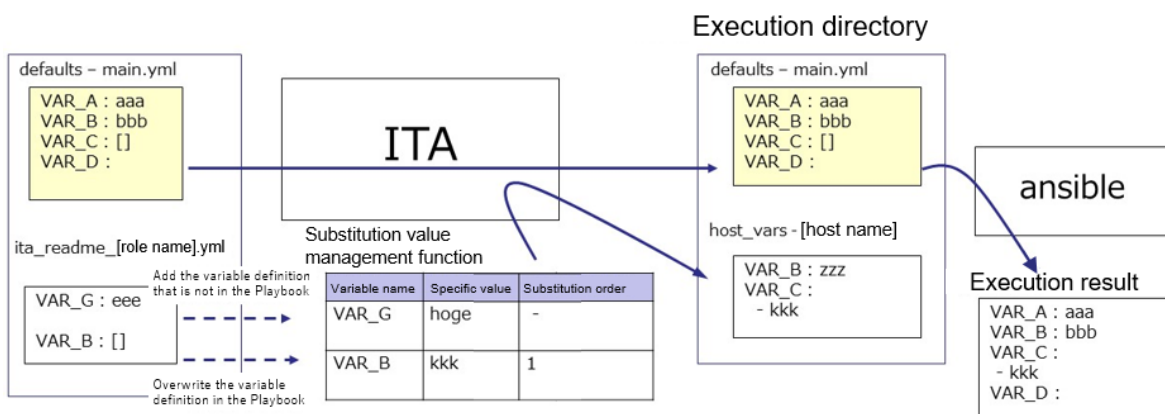 Execution directory
defaults – main.yml
VAR_A : aaa
VAR_B : bbb
VAR_C : []
VAR_D :
ita_readme_[role name].yml
VAR_G : eee
VAR_B : []
Add the variable definition
that is not in the Playbook
Overwrite the variable
definition in the Playbook
ITA
Substitution value
management function
Variable name Specific value Substitution order
VAR_G hoge -
VAR_B kkk 1
defaults – main.yml
VAR_A : aaa
VAR_B : bbb
VAR_C : []
VAR_D :
host_vars - [host name]
VAR_B : zzz
VAR_C :
- kkk
ansible
Execution result
VAR_A : aaa
VAR_B : bbb
VAR_C :
- kkk
VAR_D :